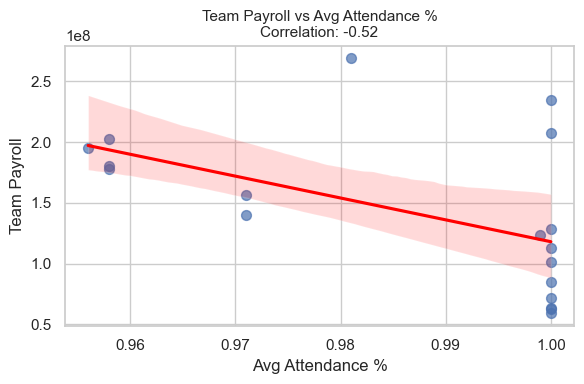 Team Payroll vs Avg Attendance %
Correlation: -0.52
1e8
2.5
2.0
1.5
1.0
0.5
Team Payroll
0.96
0.97
0.98
0.99
1.00
Avg Attendance %